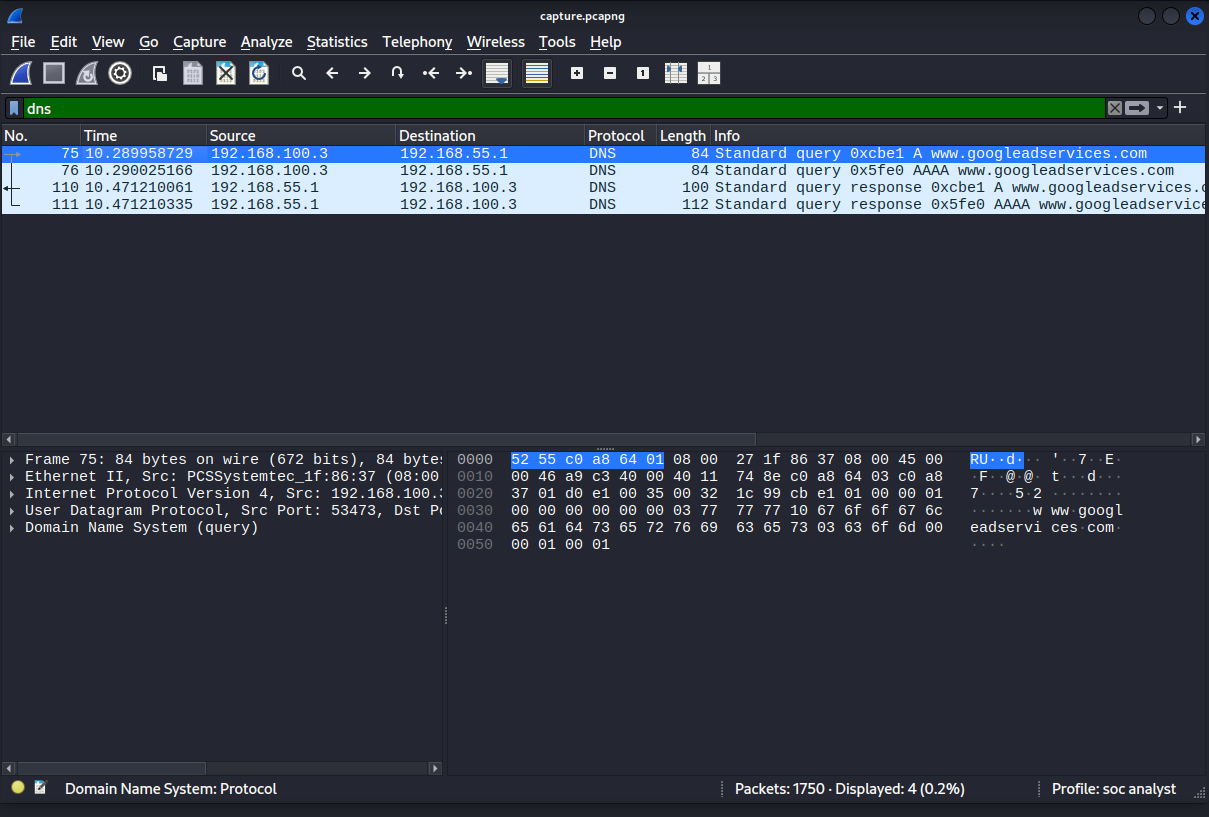 capture.pcapng
File Edit View Go Capture Analyze Statistics Telephony Wireless Tools Help
dns
No. Time Source Destination Protocol Length Info
75 10.289958729 192.168.100.3 192.168.55.1 DNS 84 Standard query 0xcbe1 A www.googleadservices.com
76 10.290025166 192.168.100.3 192.168.55.1 DNS 84 Standard query 0x5fe0 AAAA www.googleadservices.com
110 10.471210061 192.168.55.1 192.168.100.3 DNS 100 Standard query response 0xcbe1 A www.googleadservices.c
111 10.471210335 192.168.55.1 192.168.100.3 DNS 112 Standard query response 0x5fe0 AAAA www.googleadservice
Frame 75: 84 bytes on wire (672 bits), 84 bytes 0000 52 55 c0 a8 64 01 08 00 27 1f 86 37 08 00 45 00 RU··d··· '··7··E·
Ethernet II, Src: PCSSystemtec_1f:86:37 (08:00 0010 00 46 a9 c3 40 00 40 11 74 8e c0 a8 64 03 c0 a8 ·F··@·@· t···d···
Internet Protocol Version 4, Src: 192.168.100.3 0020 37 01 d0 e1 00 35 00 32 1c 99 cb e1 01 00 00 01 7····5·2 ········
User Datagram Protocol, Src Port: 53473, Dst Po 0030 00 00 00 00 00 00 03 77 77 77 10 67 6f 6f 67 6c ·······w ww·googl
Domain Name System (query) 0040 65 61 64 73 65 72 76 69 63 65 73 03 63 6f 6d 00 eadservi ces·com·
0050 00 01 00 01 ····
Domain Name System: Protocol Packets: 1750 · Displayed: 4 (0.2%) Profile: soc analyst